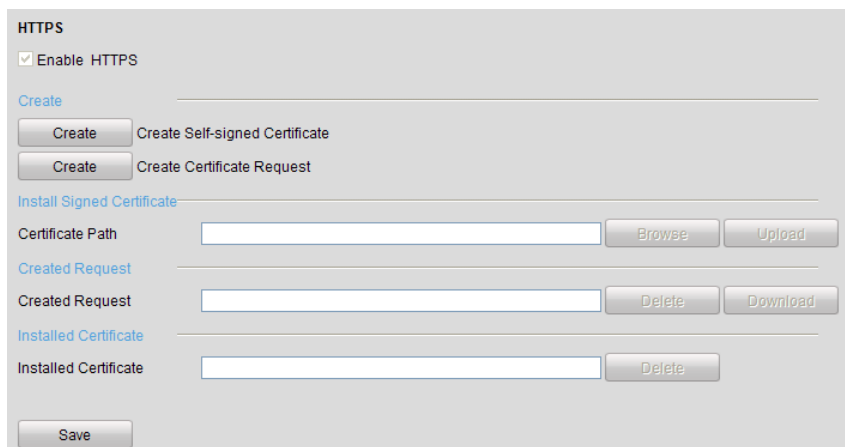 HTTPS
Enable HTTPS
Create
Create Create Self-signed Certificate
Create Create Certificate Request
Install Signed Certificate
Certificate Path Browse Upload
Created Request
Created Request Delete Download
Installed Certificate
Installed Certificate Delete
Save